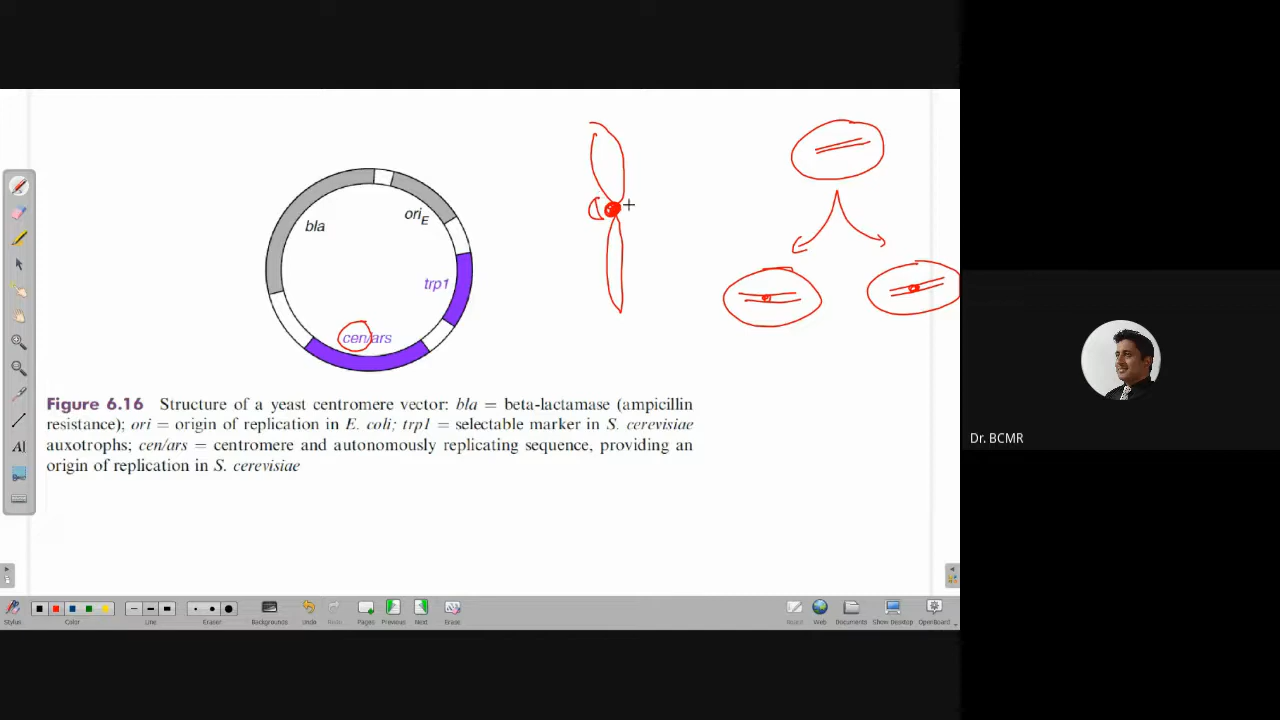 bla
ori_E
trp1
cen/ars
Figure 6.16 Structure of a yeast centromere vector: bla = beta-lactamase (ampicillin
resistance); ori = origin of replication in E. coli; trp1 = selectable marker in S. cerevisiae
auxotrophs; cen/ars = centromere and autonomously replicating sequence, providing an
origin of replication in S. cerevisiae
Dr. BCMR
Stylus Color Line Eraser Backgrounds Undo Redo Pages Previous Next Erase Board Web Documents Show Desktop OpenBoard